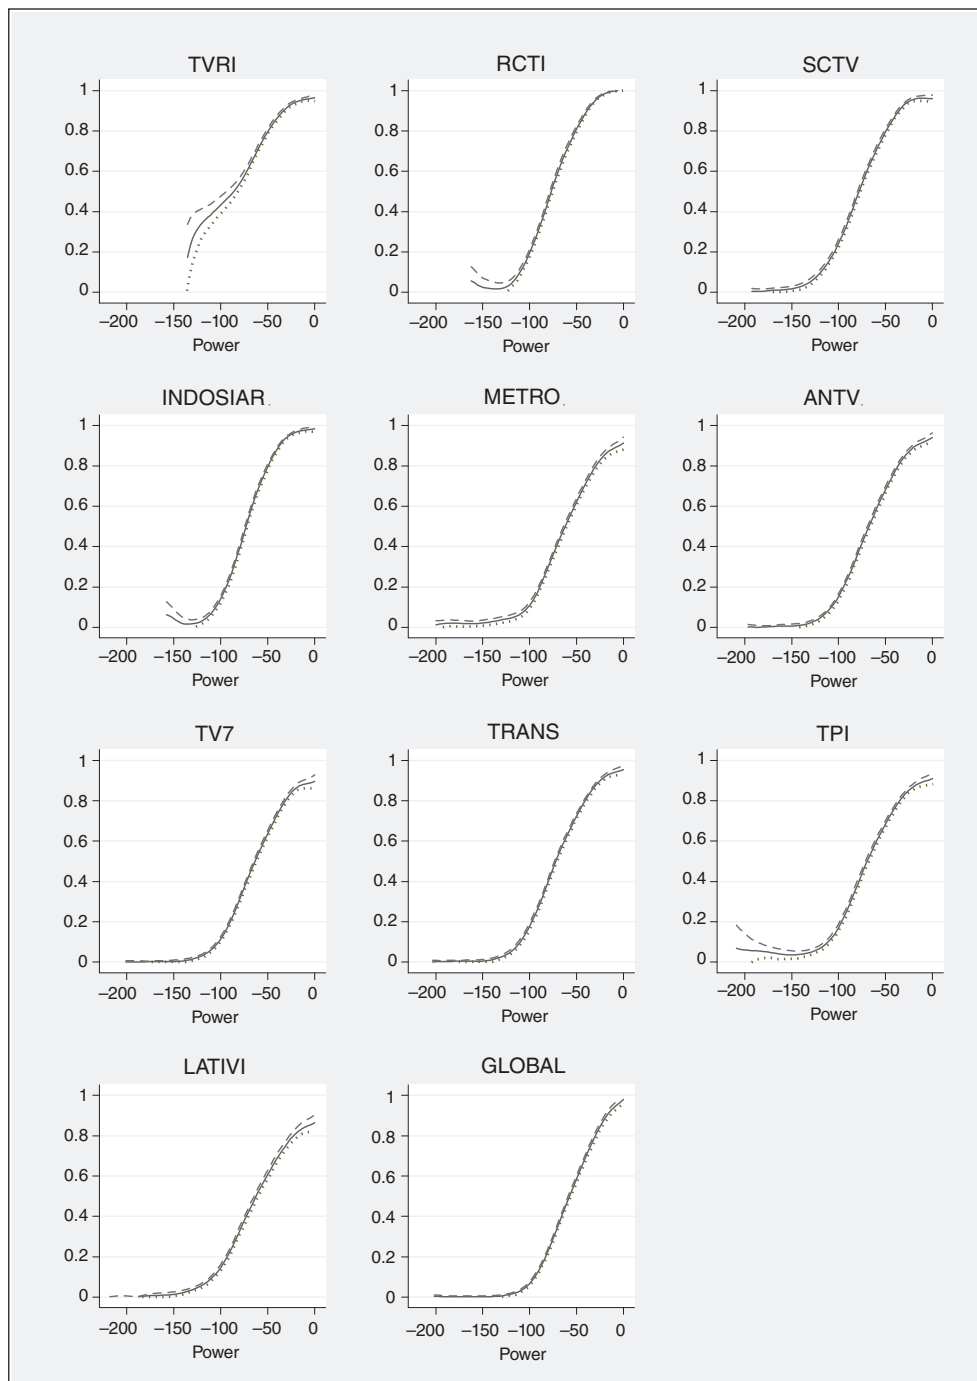 TVRI RCTI SCTV
1 1 1
0.8 0.8 0.8
0.6 0.6 0.6
0.4 0.4 0.4
0.2 0.2 0.2
0 0 0
–200 –150 –100 –50 0 –200 –150 –100 –50 0 –200 –150 –100 –50 0
Power Power Power
INDOSIAR. METRO. ANTV.
1 1 1
0.8 0.8 0.8
0.6 0.6 0.6
0.4 0.4 0.4
0.2 0.2 0.2
0 0 0
–200 –150 –100 –50 0 –200 –150 –100 –50 0 –200 –150 –100 –50 0
Power Power Power
TV7 TRANS TPI
1 1 1
0.8 0.8 0.8
0.6 0.6 0.6
0.4 0.4 0.4
0.2 0.2 0.2
0 0 0
–200 –150 –100 –50 0 –200 –150 –100 –50 0 –200 –150 –100 –50 0
Power Power Power
LATIVI GLOBAL
1 1
0.8 0.8
0.6 0.6
0.4 0.4
0.2 0.2
0 0
–200 –150 –100 –50 0 –200 –150 –100 –50 0
Power Power